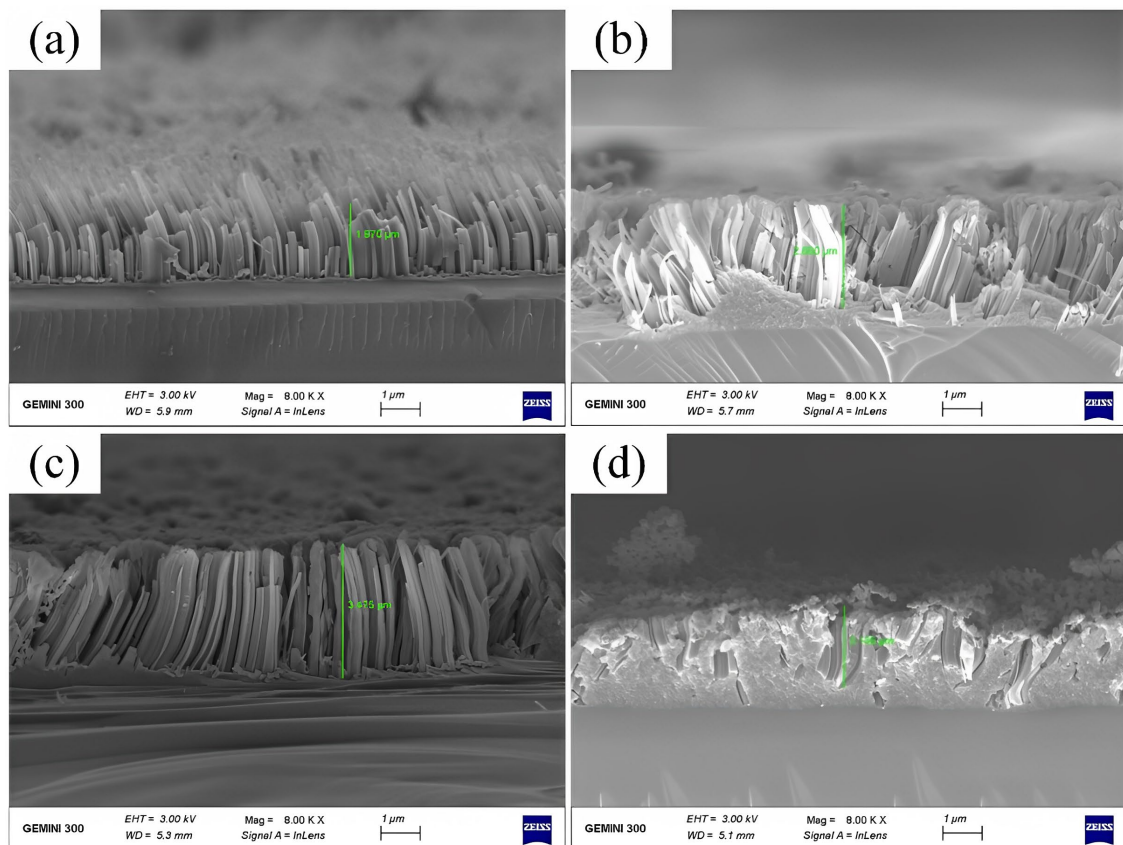 (a)
(b)
GEMINI 300
EHT = 3.00 kV
WD = 5.9 mm
Mag = 8.00 K X
Signal A = InLens
1 µm
ZEISS
GEMINI 300
EHT = 3.00 kV
WD = 5.7 mm
Mag = 8.00 K X
Signal A = InLens
1 µm
ZEISS
(c)
(d)
µm
GEMINI 300
EHT = 3.00 kV
WD = 5.3 mm
Mag = 8.00 K X
Signal A = InLens
1 µm
ZEISS
GEMINI 300
EHT = 3.00 kV
WD = 5.1 mm
Mag = 8.00 K X
Signal A = InLens
1 µm
ZEISS